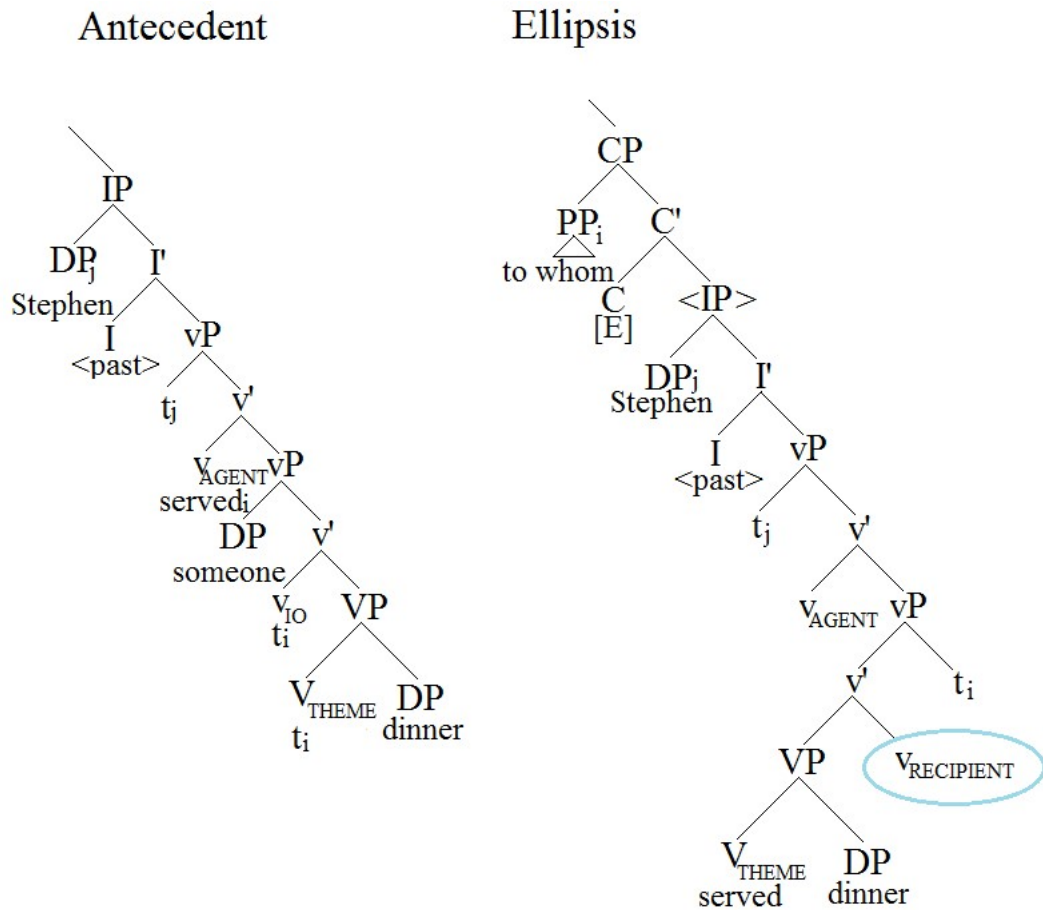 Antecedent
IP
DPj
I'
Stephen
I
vP
<past>
tj
v'
vAGENT vP
servedi
DP
v'
someone
vIO
VP
ti
VTHEME
DP
ti
dinner
Ellipsis
CP
PPi
C'
to whom
C
<IP>
[E]
DPj
I'
Stephen
I
vP
<past>
tj
v'
vAGENT
vP
v'
ti
VP
vRECIPIENT
VTHEME
DP
served
dinner